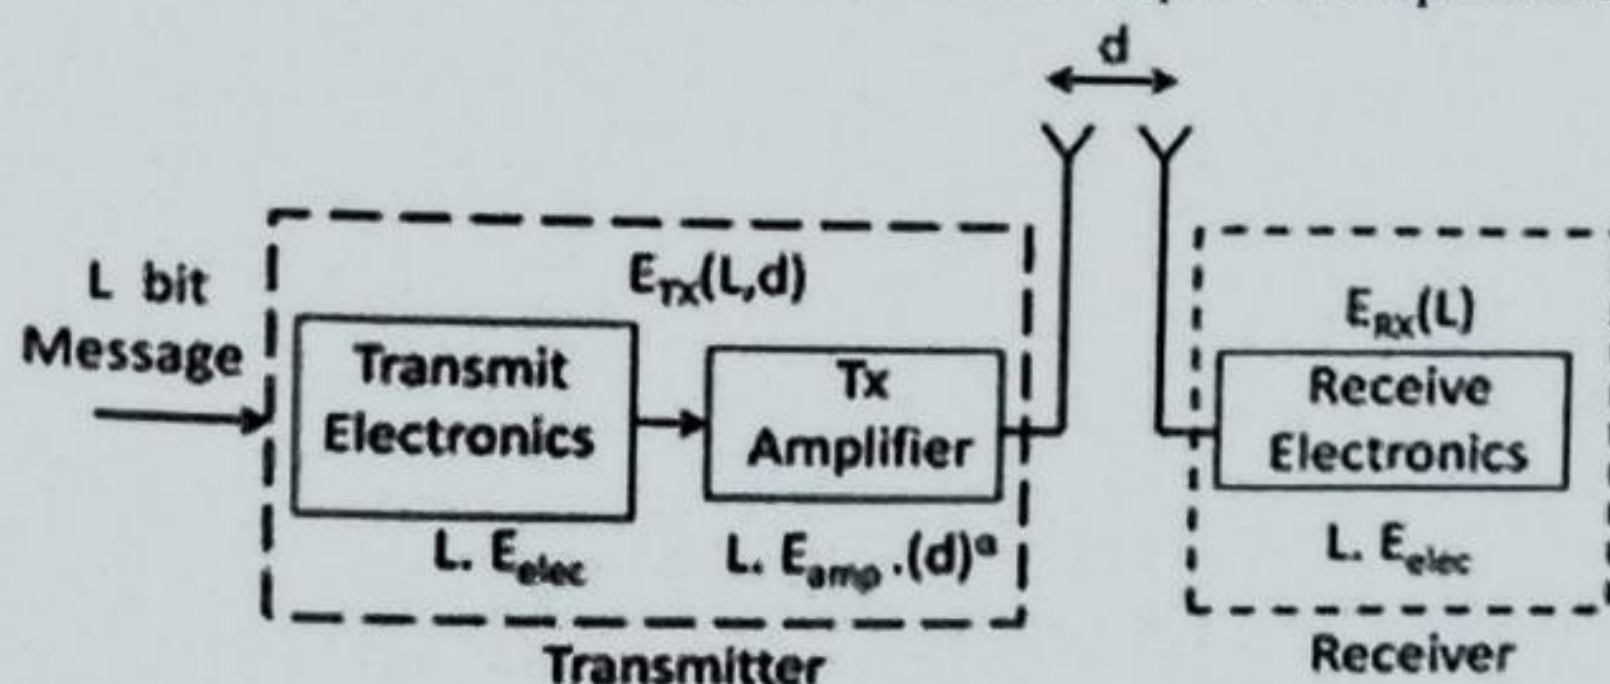 d
L bit
Message
E_TX(L,d)
Transmit
Electronics
Tx
Amplifier
E_RX(L)
Receive
Electronics
L. E_elec
L. E_amp .(d)^α
L. E_elec
Transmitter
Receiver